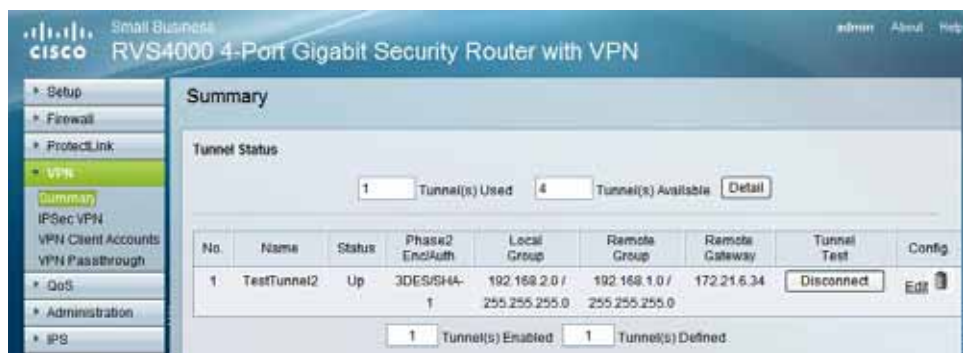 Small Business
CISCO RVS4000 4-Port Gigabit Security Router with VPN
admin About Help
Setup
Firewall
ProtectLink
VPN
Summary
IPSec VPN
VPN Client Accounts
VPN Passthrough
QoS
Administration
IPS
Summary
Tunnel Status
1 Tunnel(s) Used 4 Tunnel(s) Available Detail
No. Name Status Phase2 Enc/Auth Local Group Remote Group Remote Gateway Tunnel Test Config.
1 TestTunnel2 Up 3DES/SHA-1 192.168.2.0 / 255.255.255.0 192.168.1.0 / 255.255.255.0 172.21.6.34 Disconnect Edit
1 Tunnel(s) Enabled 1 Tunnel(s) Defined